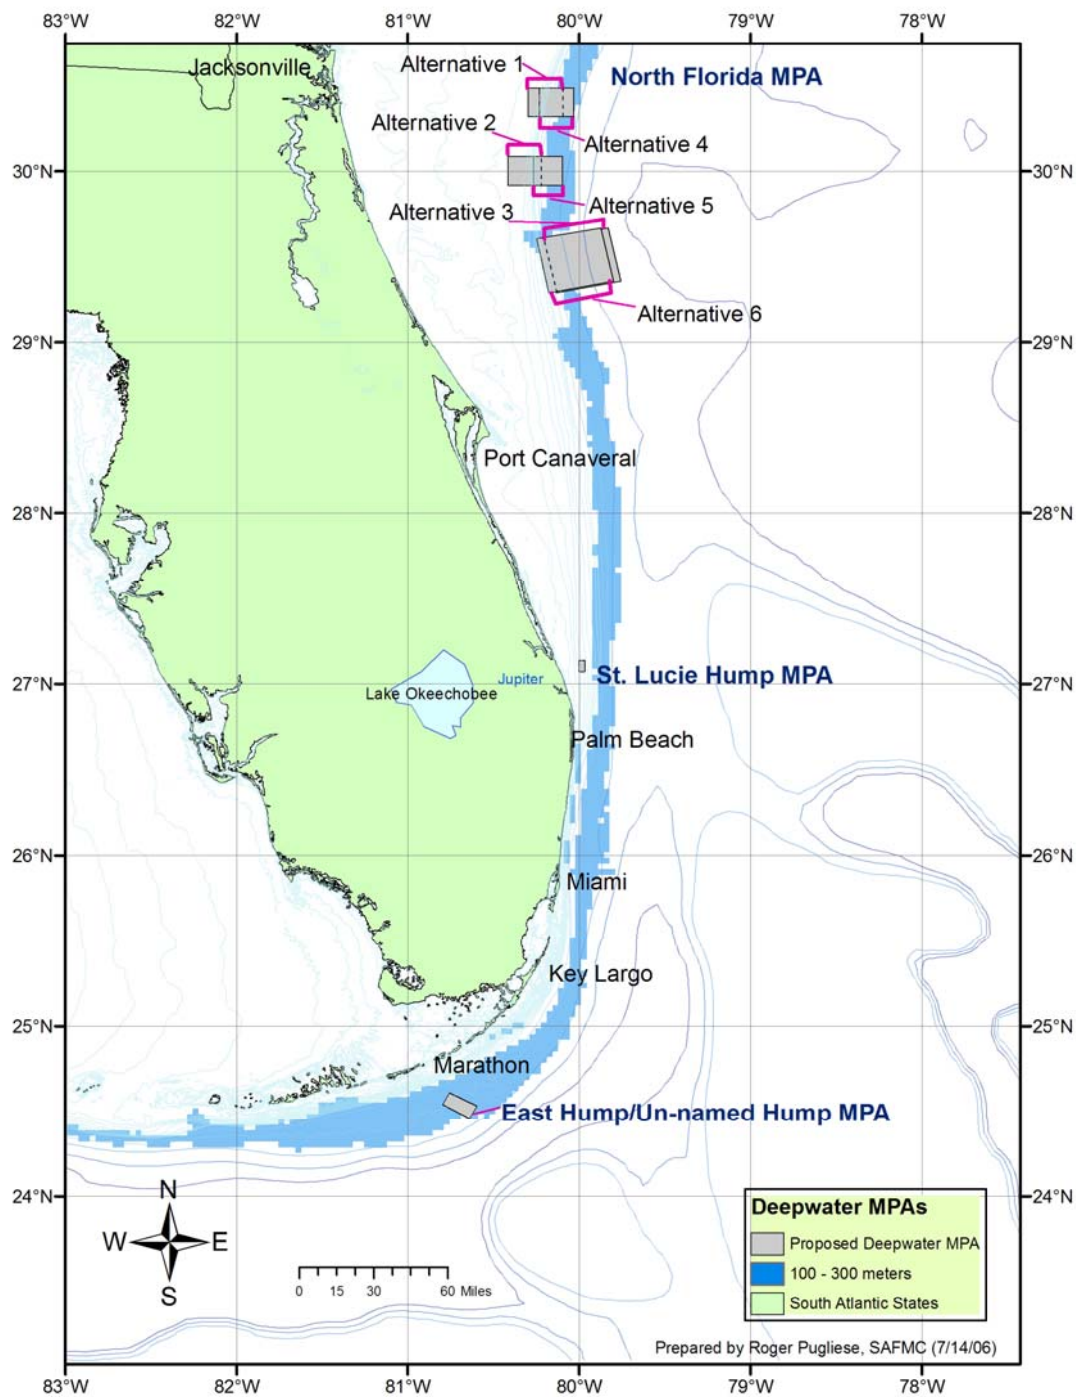 83°W 82°W 81°W 80°W 79°W 78°W
Jacksonville
Alternative 1
North Florida MPA
Alternative 2
Alternative 4
30°N 30°N
Alternative 3
Alternative 5
Alternative 6
29°N 29°N
Port Canaveral
28°N 28°N
St. Lucie Hump MPA
27°N 27°N
Jupiter
Lake Okeechobee
Palm Beach
26°N 26°N
Miami
Key Largo
25°N 25°N
Marathon
East Hump/Un-named Hump MPA
24°N 24°N
N
W E
S
0 15 30 60 Miles
Deepwater MPAs
Proposed Deepwater MPA
100 - 300 meters
South Atlantic States
Prepared by Roger Pugliese, SAFMC (7/14/06)
83°W 82°W 81°W 80°W 79°W 78°W